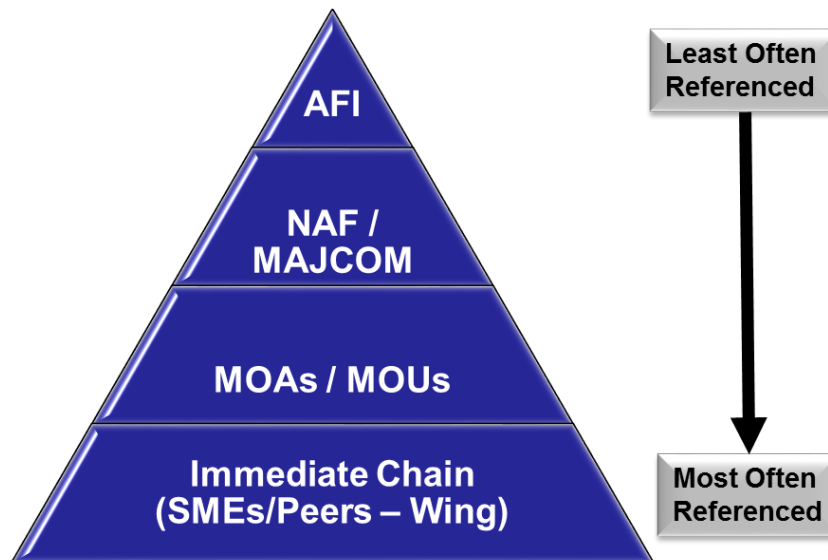 AFI
NAF /
MAJCOM
MOAs / MOUs
Immediate Chain
(SMEs/Peers – Wing)
Least Often
Referenced
Most Often
Referenced